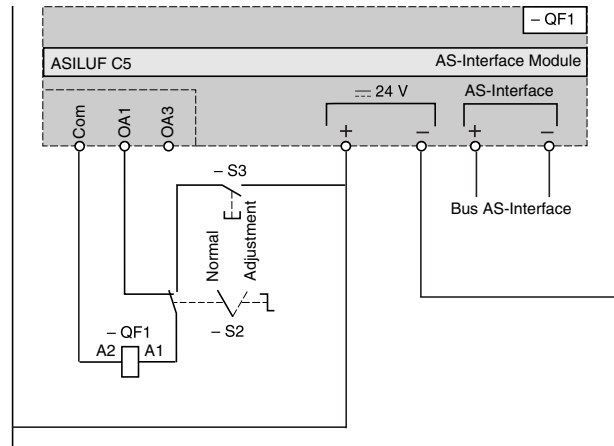 – QF1
ASILUF C5 AS-Interface Module
24 V AS-Interface
Com OA1 OA3 + – + –
– S3
Bus AS-Interface
Normal Adjustment
– S2
– QF1
A2 A1